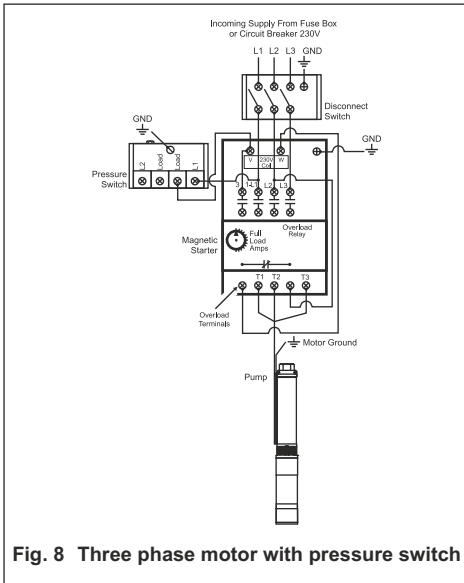 Incoming Supply From Fuse Box
or Circuit Breaker 230V
L1 L2 L3 GND
Disconnect
Switch
GND
GND
L2 Load Load L1
Pressure
Switch
V 230V W
Coil
3 1-L1 L2 L3
Magnetic
Starter
Full
Load
Amps
Overload
Relay
T1 T2 T3
Overload
Terminals
Motor Ground
Pump
Fig. 8 Three phase motor with pressure switch